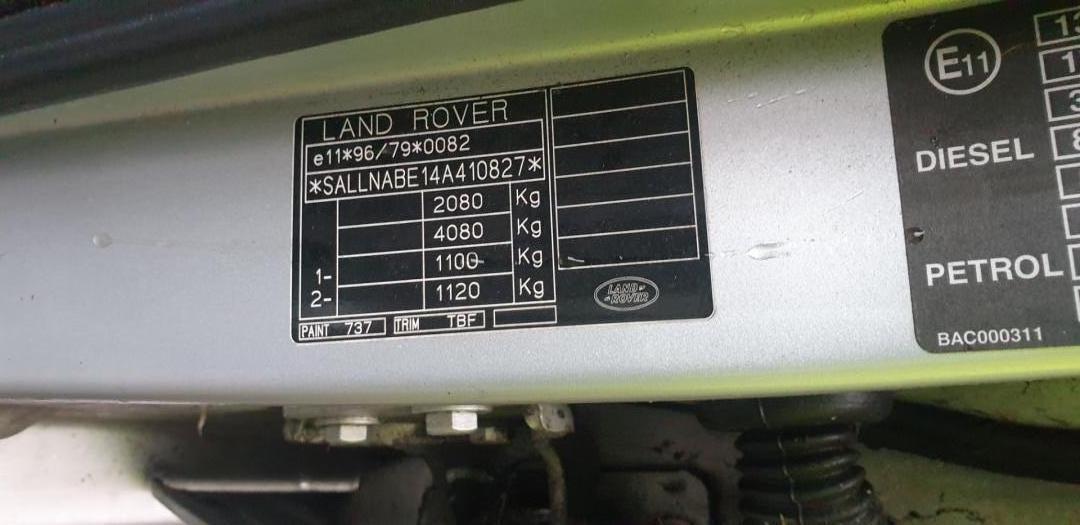 LAND ROVER
e11*96/79*0082
*SALLNABE14A410827*
2080 Kg
4080 Kg
1- 1100 Kg
2- 1120 Kg
PAINT 737 TRIM TBF
LAND ROVER
E11
DIESEL
PETROL
BAC000311